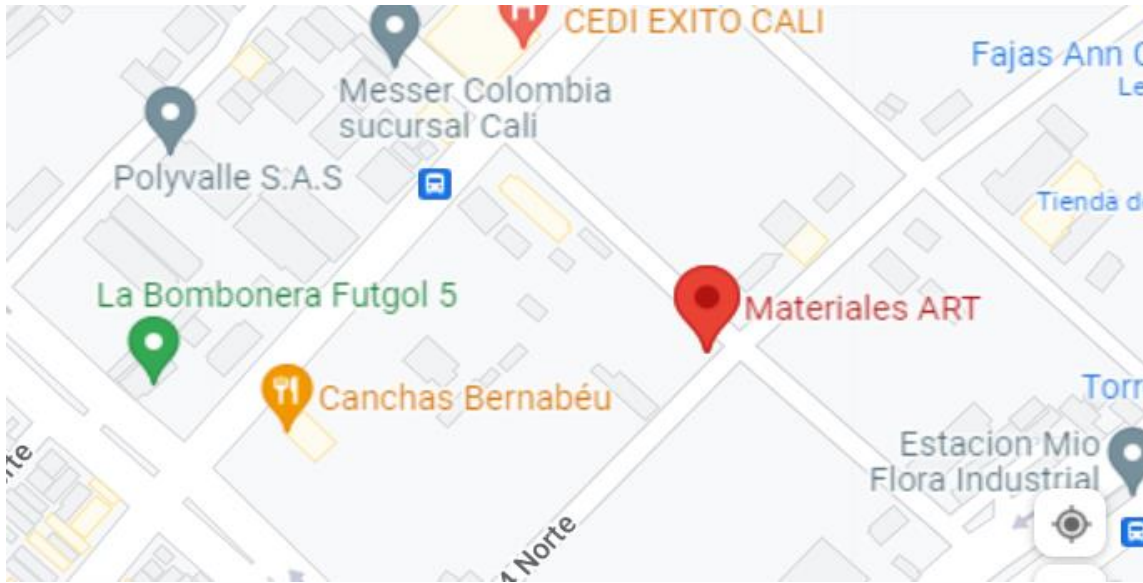 CEDI EXITO CALI
Fajas Ann
Messer Colombia
sucursal Cali
Polyvalle S.A.S
Tienda
La Bombonera Futgol 5
Materiales ART
Canchas Bernabéu
Estacion Mio
Flora Industrial
4 Norte